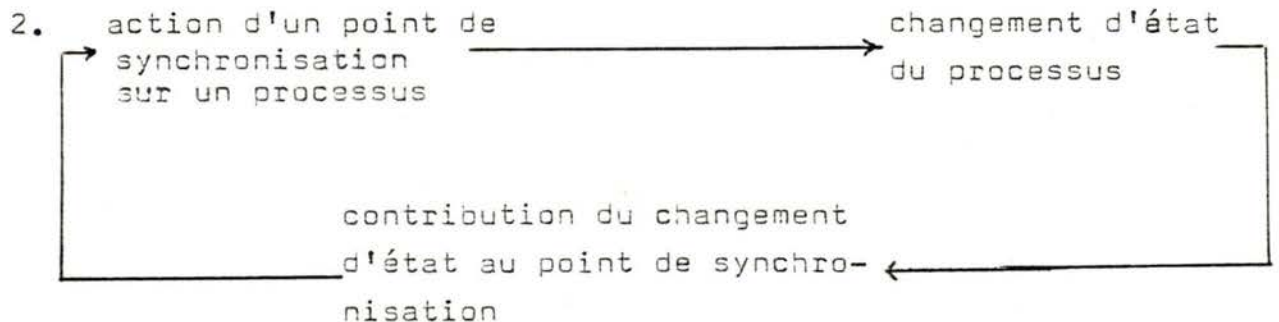 2. action d'un point de
synchronisation
sur un processus
changement d'état
du processus
contribution du changement
d'état au point de synchro-
nisation